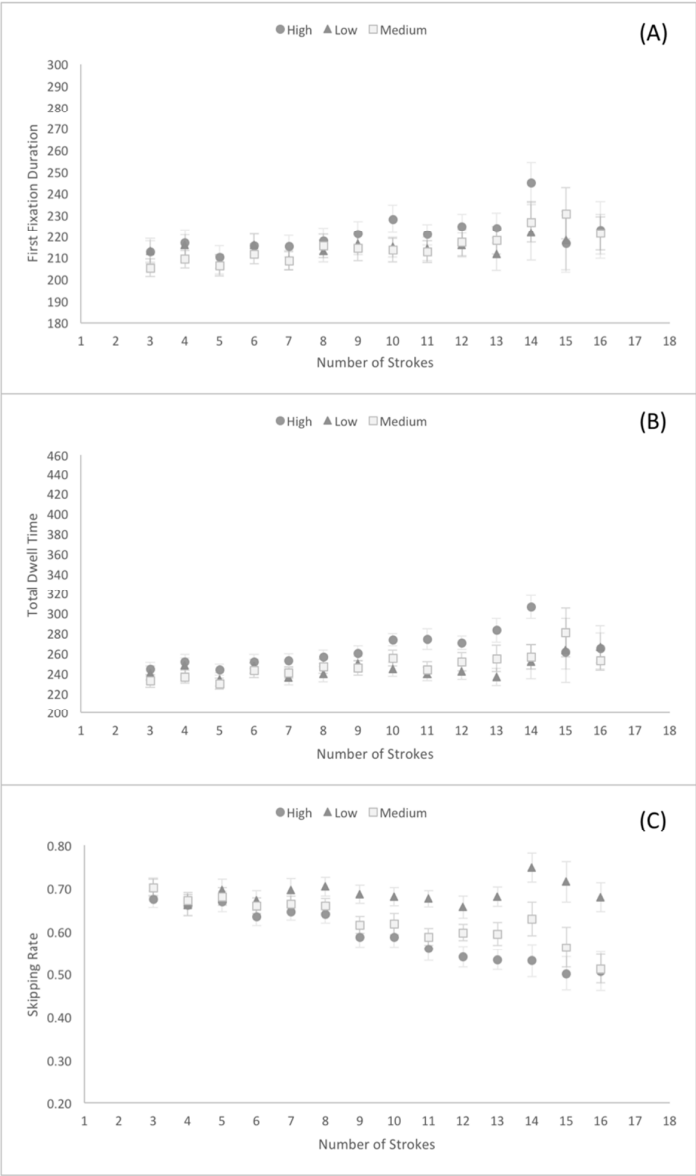 High Low Medium
(A)
300
290
280
270
260
250
240
230
220
210
200
190
180
First Fixation Duration
1 2 3 4 5 6 7 8 9 10 11 12 13 14 15 16 17 18
Number of Strokes
High Low Medium
(B)
460
440
420
400
380
360
340
320
300
280
260
240
220
200
Total Dwell Time
1 2 3 4 5 6 7 8 9 10 11 12 13 14 15 16 17 18
Number of Strokes
High Low Medium
(C)
0.80
0.70
0.60
0.50
0.40
0.30
0.20
Skipping Rate
1 2 3 4 5 6 7 8 9 10 11 12 13 14 15 16 17 18
Number of Strokes